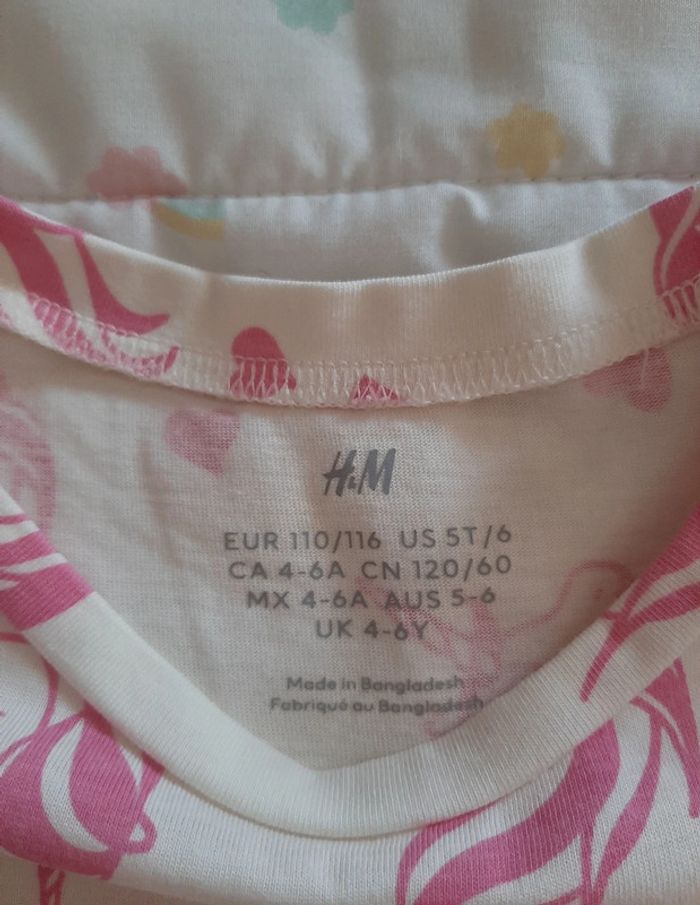 H&M
EUR 110/116 US 5T/6
CA 4-6A CN 120/60
MX 4-6A AUS 5-6
UK 4-6Y
Made in Bangladesh
Fabriqué au Bangladesh